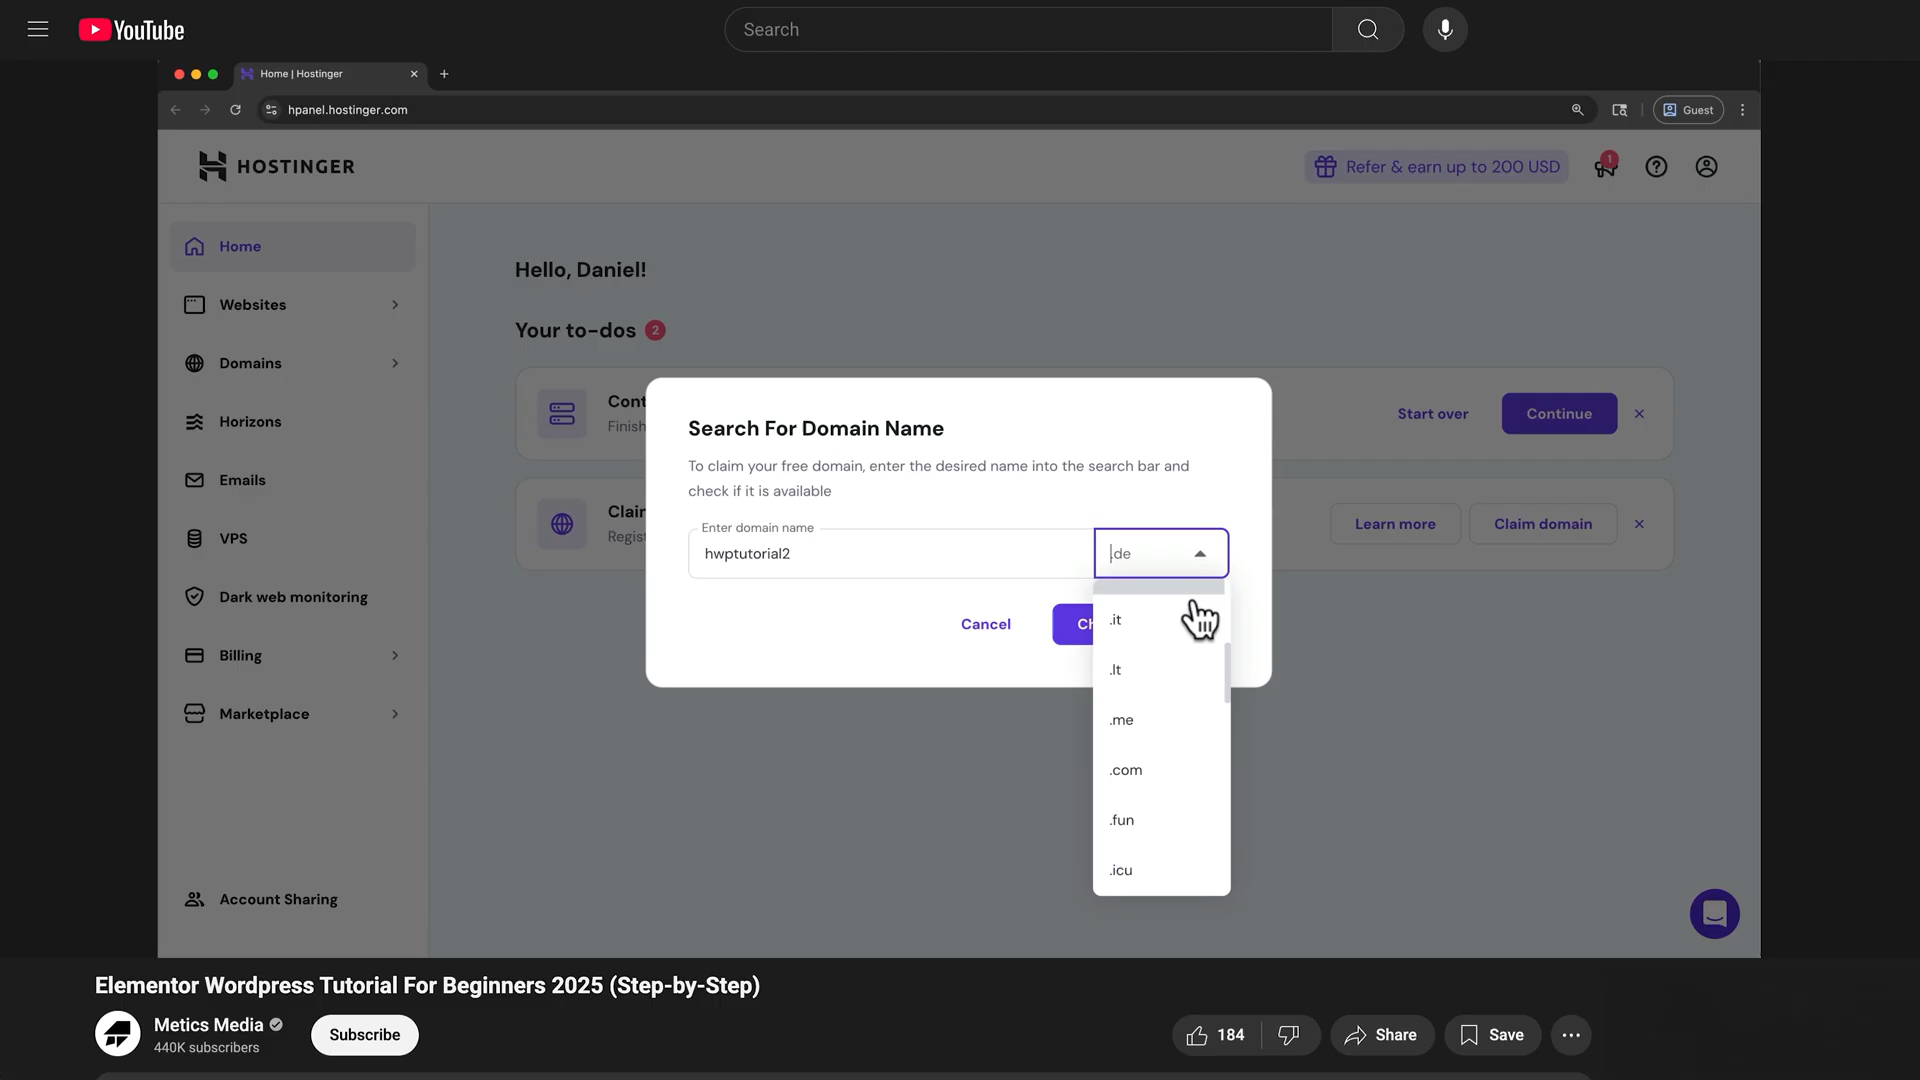 YouTube
Search
Home | Hostinger
hpanel.hostinger.com
Guest
HOSTINGER
Refer & earn up to 200 USD
1
Home
Websites
Domains
Horizons
Emails
VPS
Dark web monitoring
Billing
Marketplace
Account Sharing
Hello, Daniel!
Your to-dos 2
Cont
Finish
Start over
Continue
Clair
Regist
Learn more
Claim domain
Search For Domain Name
To claim your free domain, enter the desired name into the search bar and
check if it is available
Enter domain name
hwptutorial2
.de
Cancel
Ch
.it
.lt
.me
.com
.fun
.icu
Elementor Wordpress Tutorial For Beginners 2025 (Step-by-Step)
Metics Media
440K subscribers
Subscribe
184
Share
Save